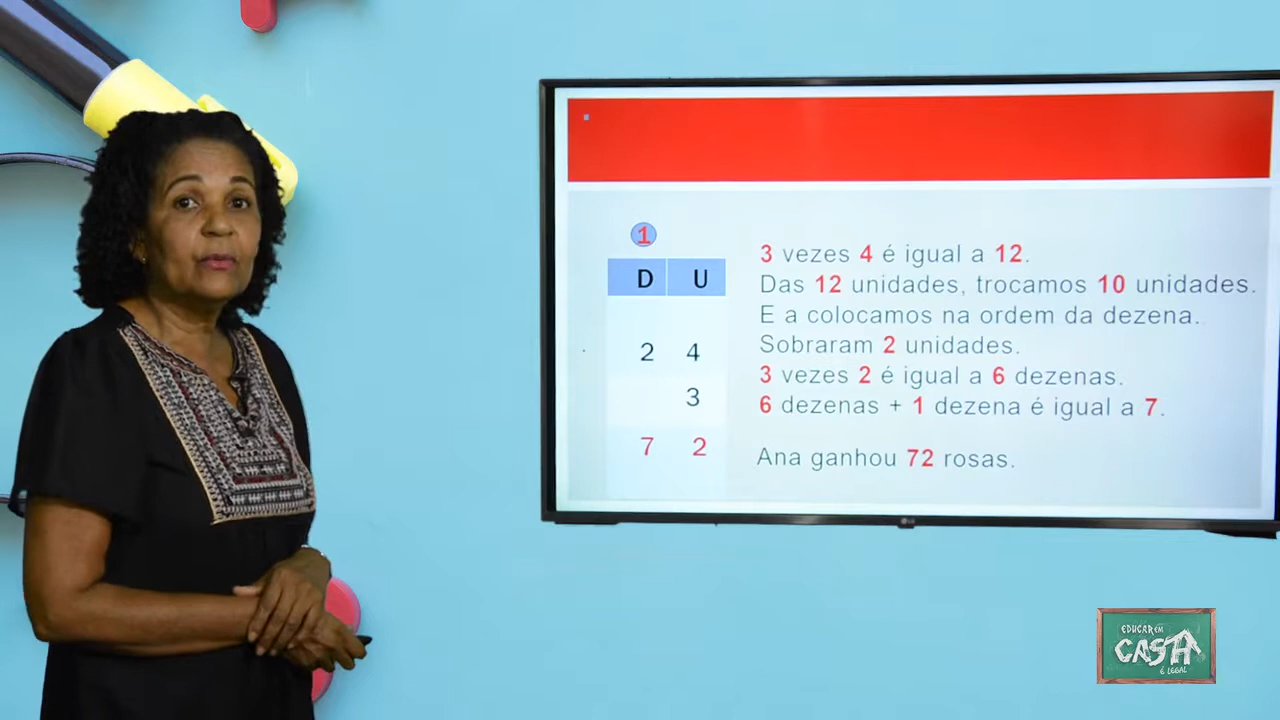 1
D U
2 4
3
7 2
3 vezes 4 é igual a 12.
Das 12 unidades, trocamos 10 unidades.
E a colocamos na ordem da dezena.
Sobraram 2 unidades.
3 vezes 2 é igual a 6 dezenas.
6 dezenas + 1 dezena é igual a 7.
Ana ganhou 72 rosas.
LG
EDUCAR EM
CASA
É LEGAL